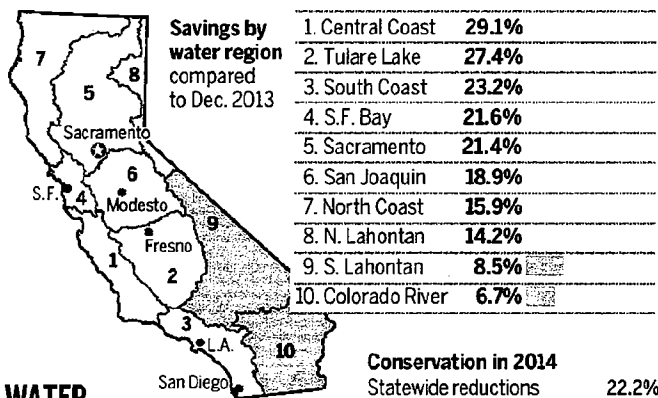 Savings by
water region
compared
to Dec. 2013
1. Central Coast 29.1%
2. Tulare Lake 27.4%
3. South Coast 23.2%
4. S.F. Bay 21.6%
5. Sacramento 21.4%
6. San Joaquin 18.9%
7. North Coast 15.9%
8. N. Lahontan 14.2%
9. S. Lahontan 8.5%
10. Colorado River 6.7%
7
8
5
Sacramento
6
S.F.
4
Modesto
9
Fresno
1
2
3
L.A.
10
San Diego
WATER
Conservation in 2014
Statewide reductions 22.2%